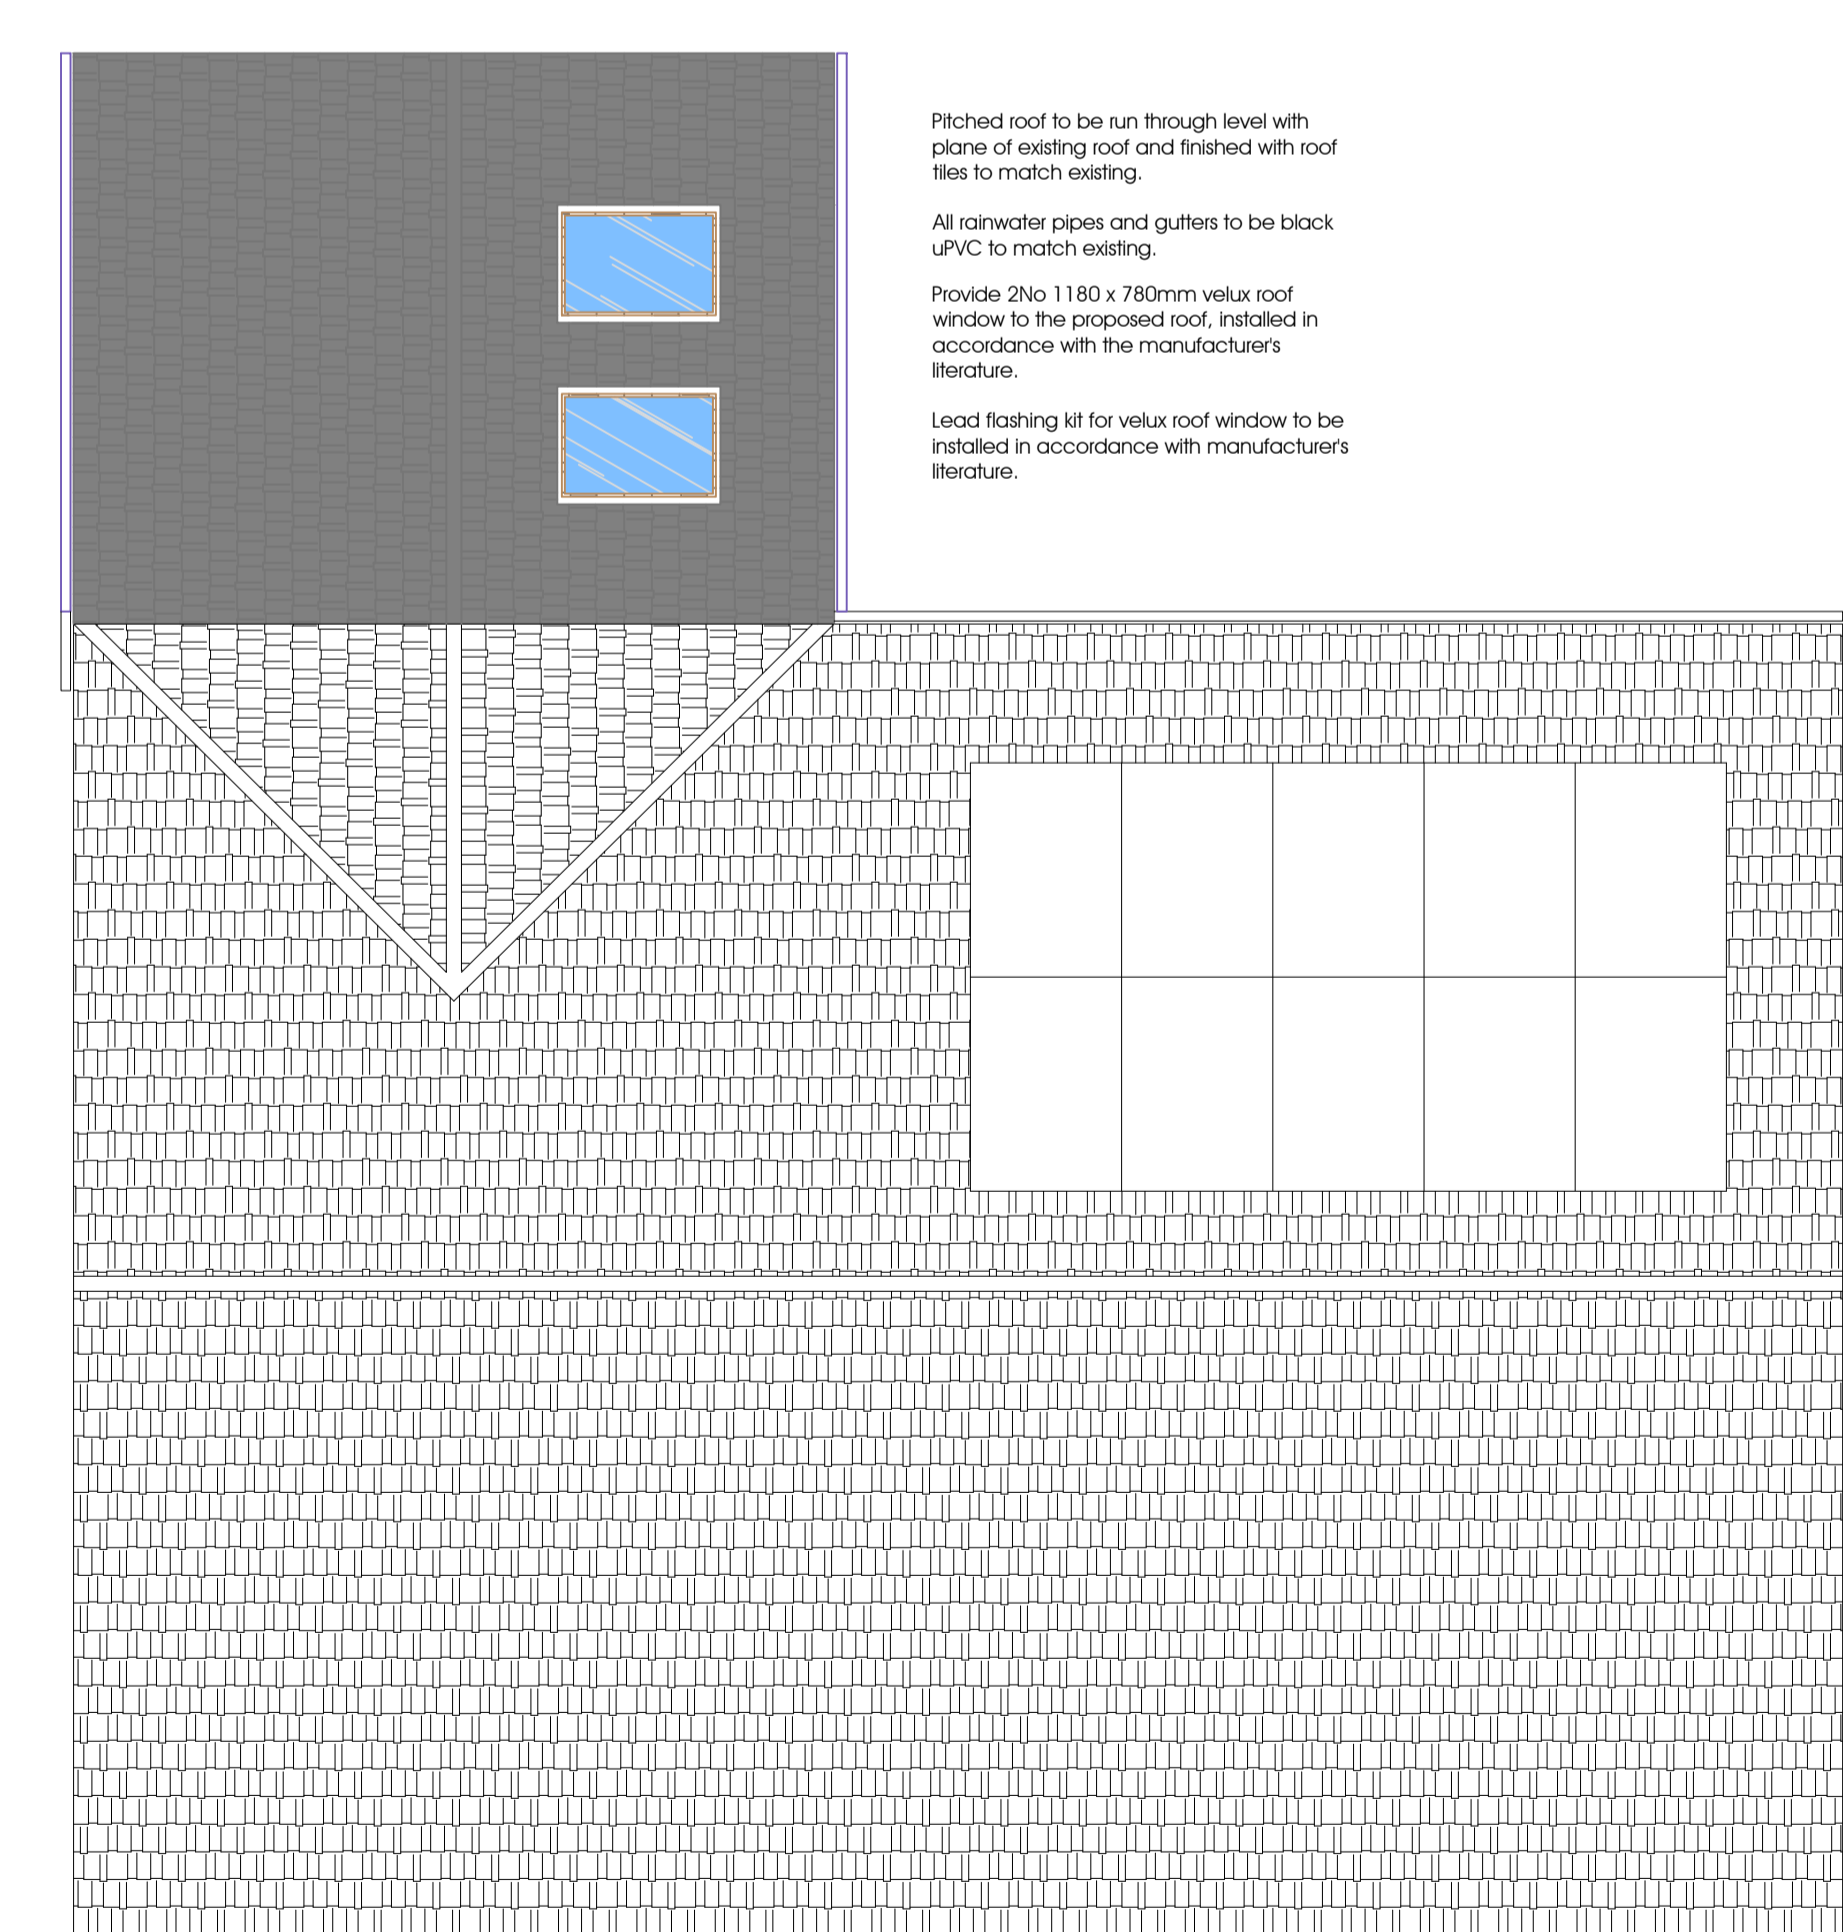 Pitched roof to be run through level with
plane of existing roof and finished with roof
tiles to match existing.
All rainwater pipes and gutters to be black
uPVC to match existing.
Provide 2No 1180 x 780mm velux roof
window to the proposed roof, installed in
accordance with the manufacturer's
literature.
Lead flashing kit for velux roof window to be
installed in accordance with manufacturer's
literature.